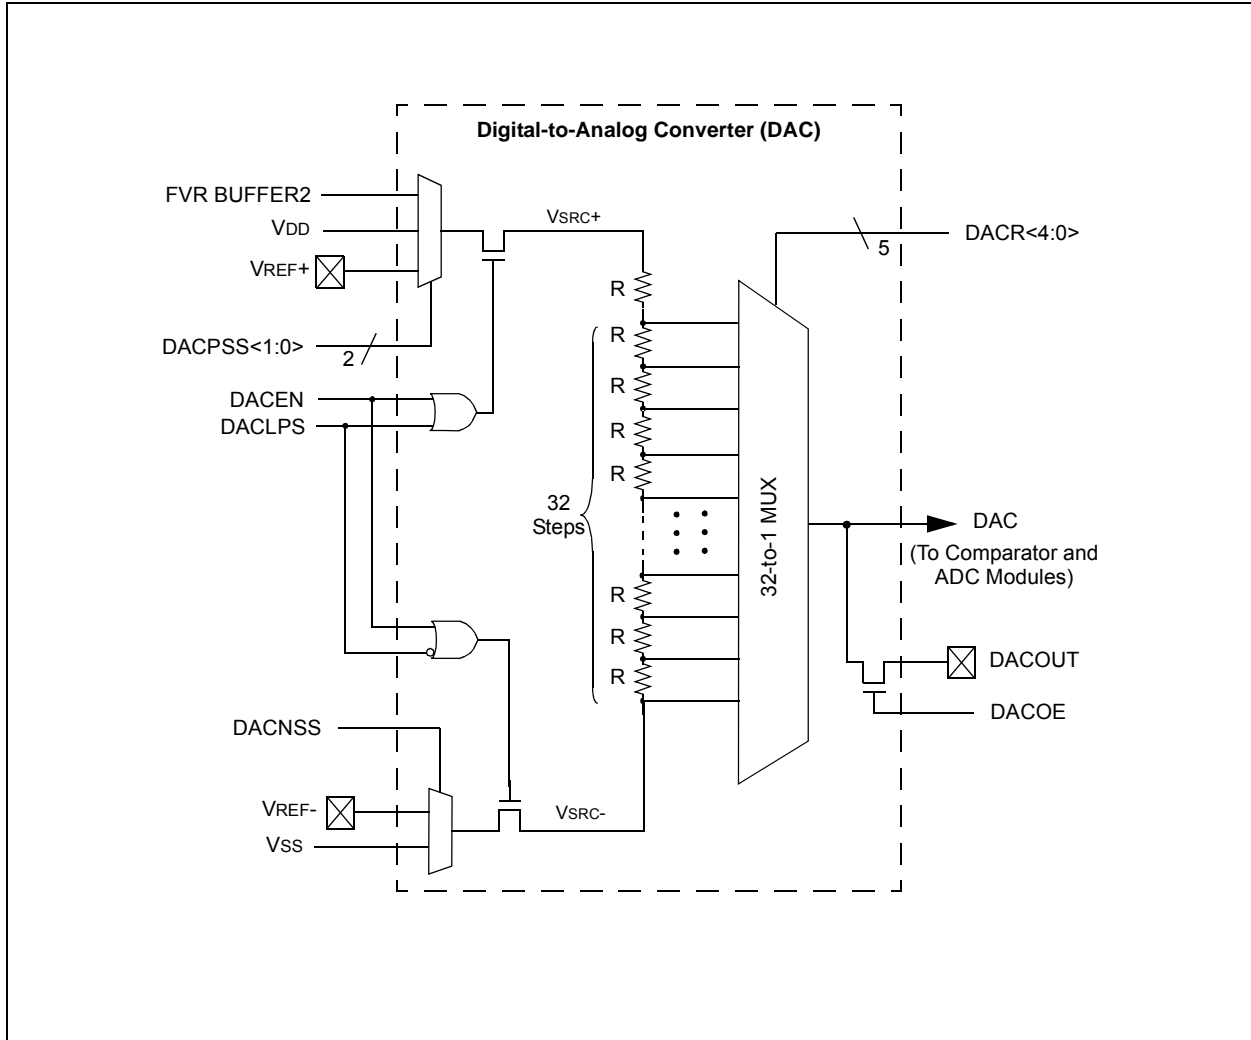 Digital-to-Analog Converter (DAC)
FVR BUFFER2
VDD
VREF+
DACPSS<1:0>
2
DACEN
DACLPS
VSRC+
R
R
R
R
R
32
Steps
R
R
R
32-to-1 MUX
5
DACR<4:0>
DAC
(To Comparator and
ADC Modules)
DACOUT
DACOE
DACNSS
VREF-
VSS
VSRC-